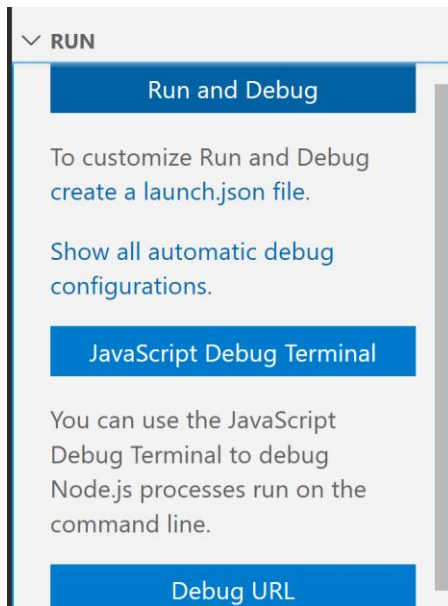 RUN
Run and Debug
To customize Run and Debug
create a launch.json file.
Show all automatic debug
configurations.
JavaScript Debug Terminal
You can use the JavaScript
Debug Terminal to debug
Node.js processes run on the
command line.
Debug URL